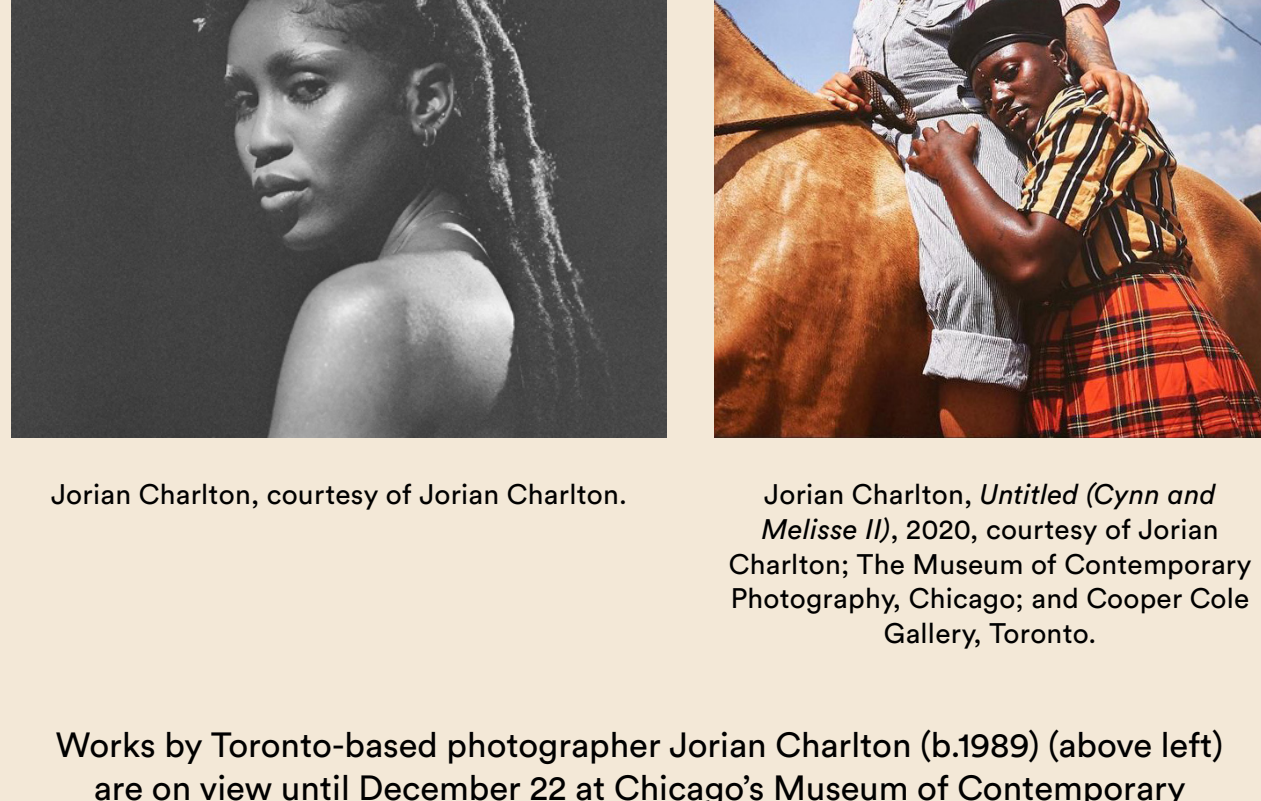 Jorian Charlton, courtesy of Jorian Charlton.
Jorian Charlton, Untitled (Cynn and
Melisse II), 2020, courtesy of Jorian
Charlton; The Museum of Contemporary
Photography, Chicago; and Cooper Cole
Gallery, Toronto.
Works by Toronto-based photographer Jorian Charlton (b.1989) (above left)
are on view until December 22 at Chicago’s Museum of Contemporary